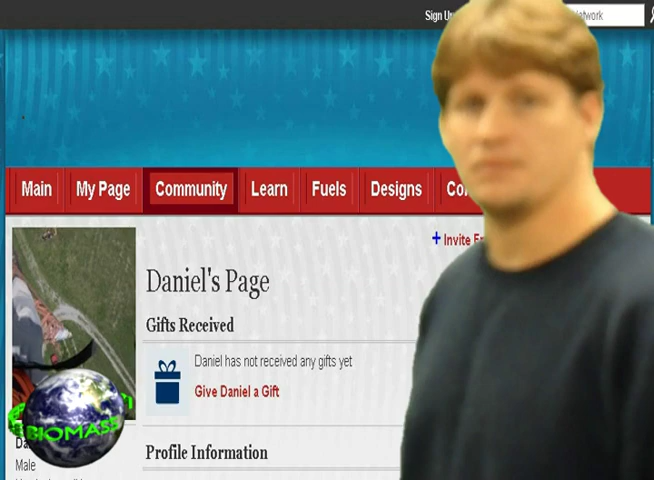 Sign
Main My Page Community Learn Fuels Designs
+ Invite
Daniel's Page
Gifts Received
Daniel has not received any gifts yet
Give Daniel a Gift
BIOMASS
Profile Information
Male